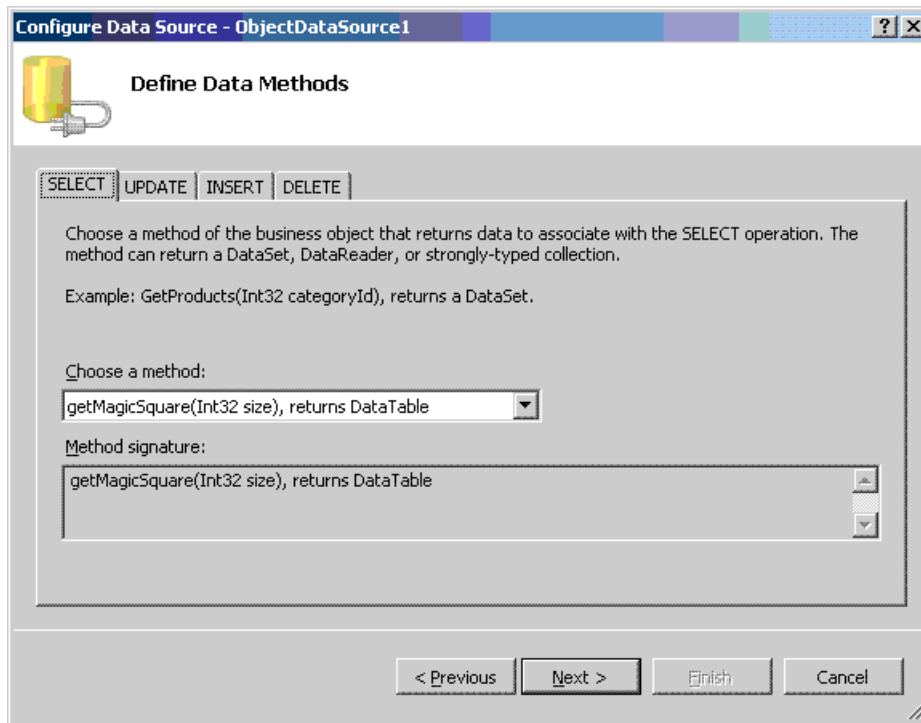 Configure Data Source - ObjectDataSource1
Define Data Methods
SELECT UPDATE INSERT DELETE
Choose a method of the business object that returns data to associate with the SELECT operation. The
method can return a DataSet, DataReader, or strongly-typed collection.
Example: GetProducts(Int32 categoryId), returns a DataSet.
Choose a method:
getMagicSquare(Int32 size), returns DataTable
Method signature:
getMagicSquare(Int32 size), returns DataTable
< Previous Next > Finish Cancel